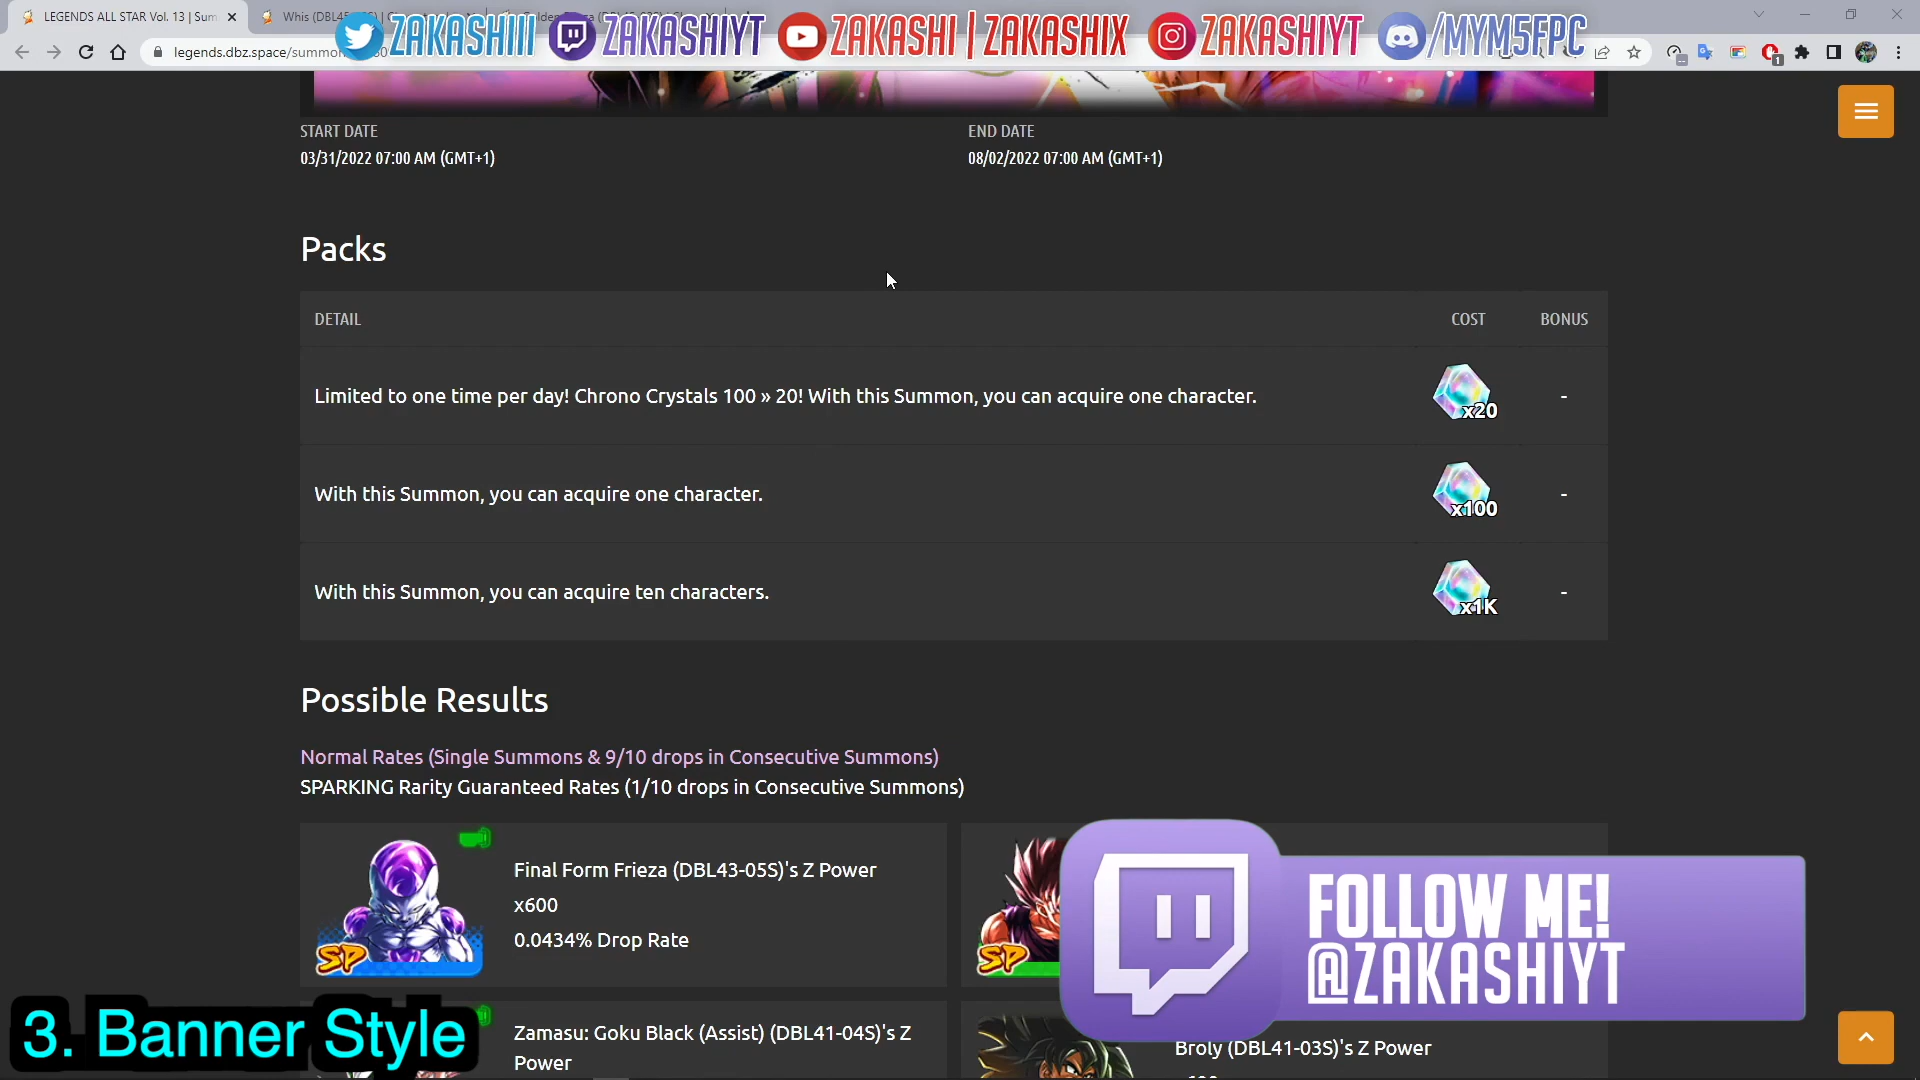 LEGENDS ALL STAR Vol. 13 | Sum
Whis (DBL45
ZAKASHIII
ZAKASHIYT
ZAKASHI | ZAKASHIX
ZAKASHIYT
/MYM5FPC
legends.dbz.space/summon
START DATE
END DATE
03/31/2022 07:00 AM (GMT+1)
08/02/2022 07:00 AM (GMT+1)
Packs
DETAIL
COST
BONUS
Limited to one time per day! Chrono Crystals 100 » 20! With this Summon, you can acquire one character.
x20
-
With this Summon, you can acquire one character.
x100
-
With this Summon, you can acquire ten characters.
x1K
-
Possible Results
Normal Rates (Single Summons & 9/10 drops in Consecutive Summons)
SPARKING Rarity Guaranteed Rates (1/10 drops in Consecutive Summons)
Final Form Frieza (DBL43-05S)'s Z Power
x600
0.0434% Drop Rate
SP
SP
FOLLOW ME!
@ZAKASHIYT
3. Banner Style
Zamasu: Goku Black (Assist) (DBL41-04S)'s Z
Power
Broly (DBL41-03S)'s Z Power